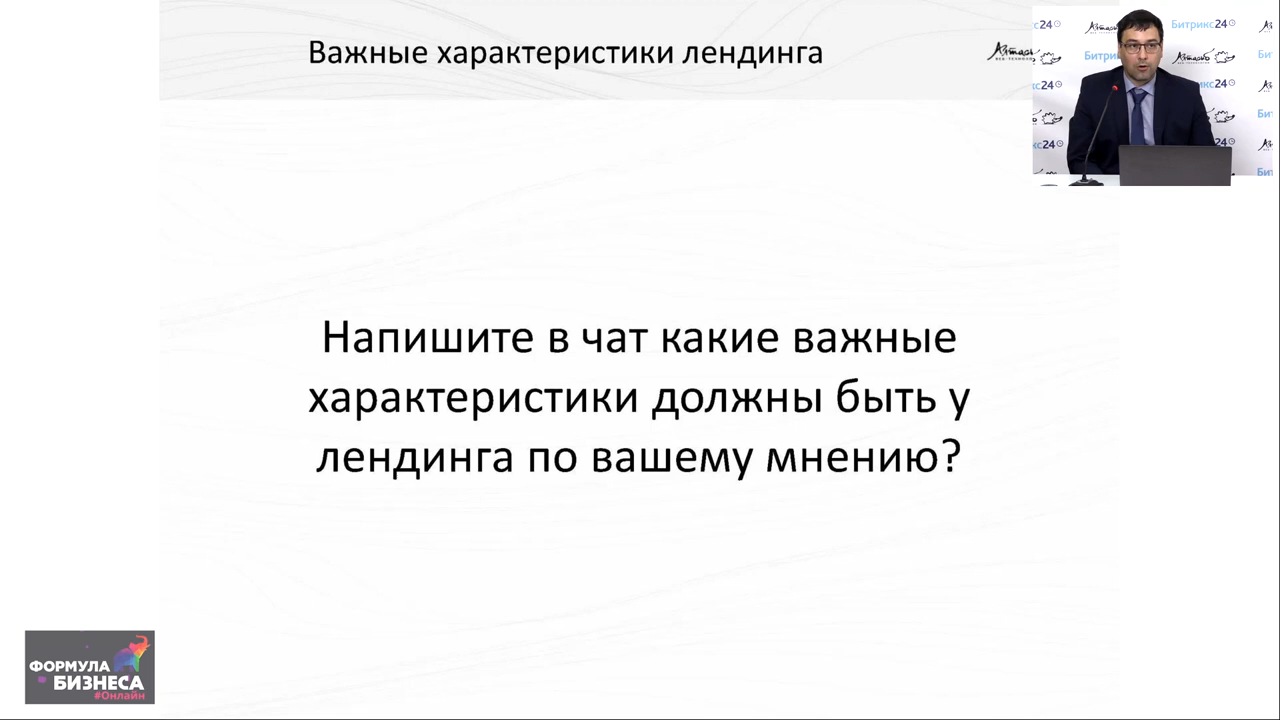 Важные характеристики лендинга
Битрикс24
Напишите в чат какие важные
характеристики должны быть у
лендинга по вашему мнению?
ФОРМУЛА
БИЗНЕСА
#Онлайн